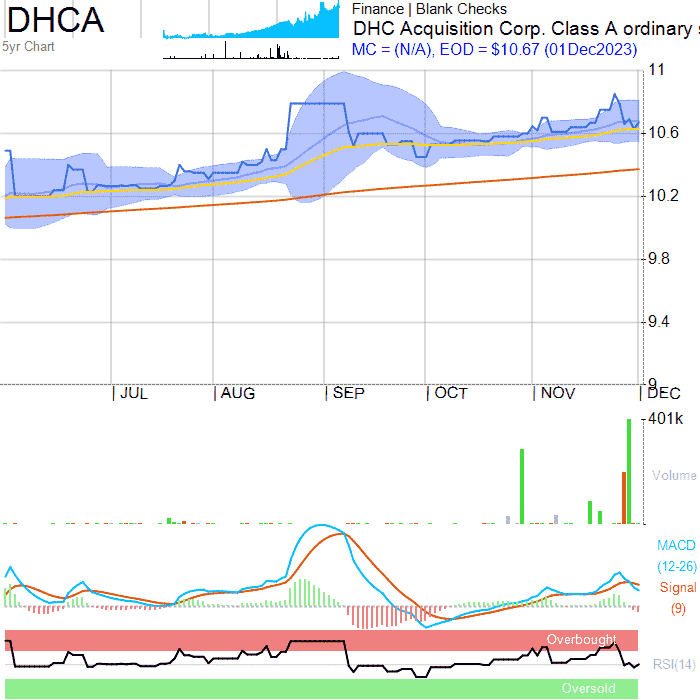 DHCA
5yr Chart
Finance | Blank Checks
DHC Acquisition Corp. Class A ordinary s
MC = (N/A), EOD = $10.67 (01Dec2023)
11
10.6
10.2
9.8
9.4
9
JUL AUG SEP OCT NOV DEC
401k
Volume
MACD
(12-26)
Signal
(9)
Overbought
RSI(14)
Oversold